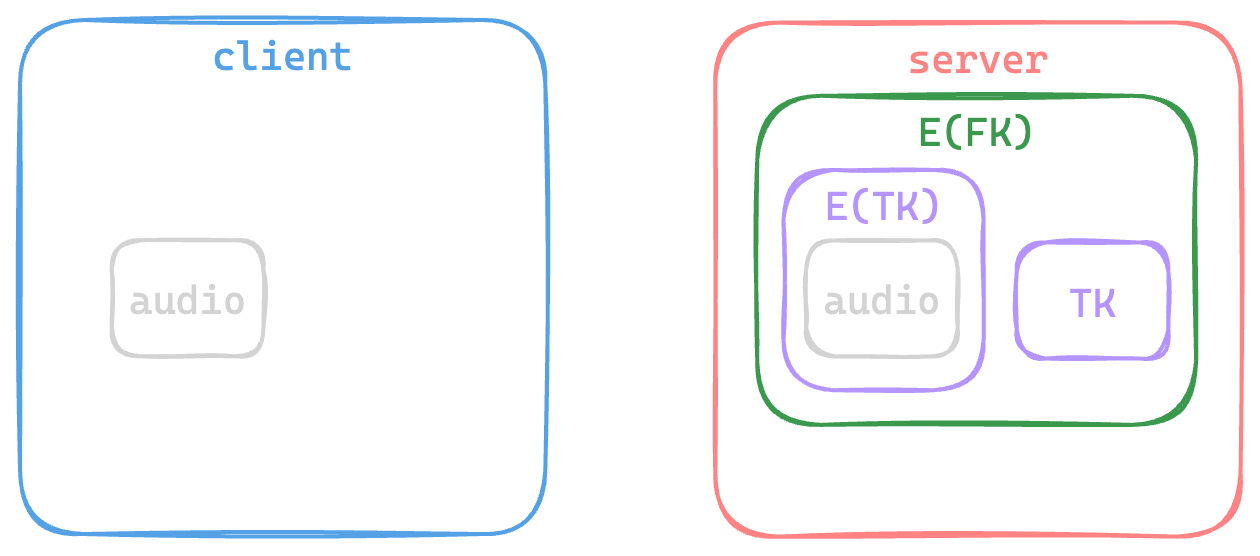 client
audio
server
E(FK)
E(TK)
audio
TK